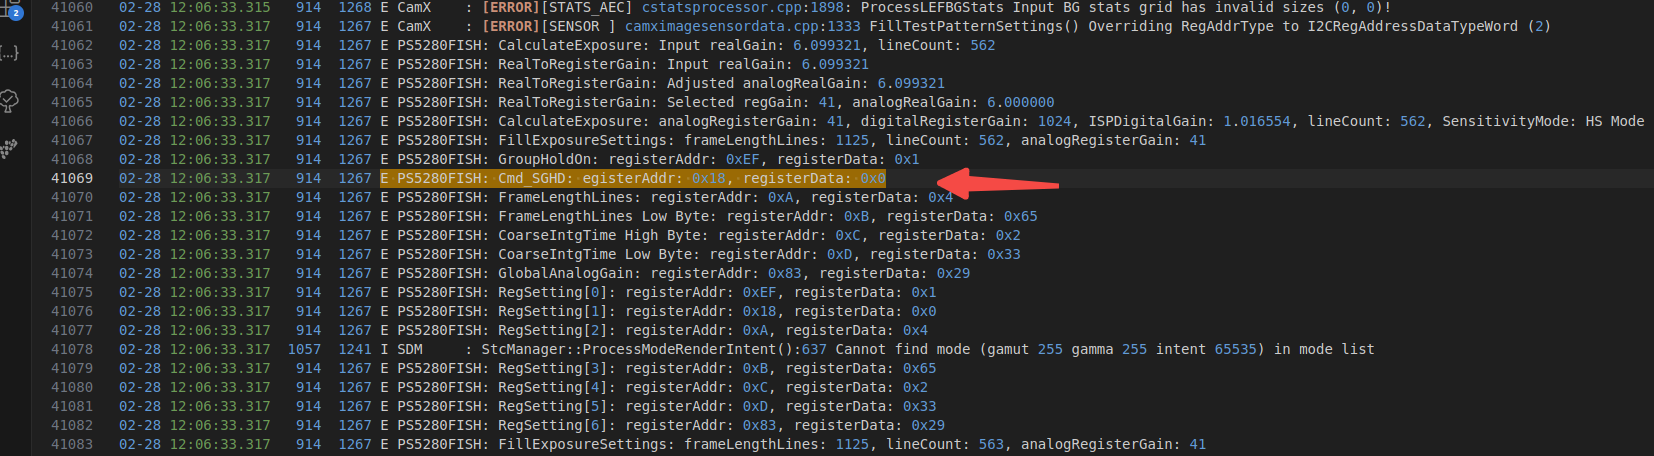 2
{...}
41060 02-28 12:06:33.315 914 1268 E CamX : [ERROR][STATS_AEC] cstatsprocessor.cpp:1898: ProcessLEFBGStats Input BG stats grid has invalid sizes (0, 0)!
41061 02-28 12:06:33.317 914 1267 E CamX : [ERROR][SENSOR ] camximagesensordata.cpp:1333 FillTestPatternSettings() Overriding RegAddrType to I2CRegAddressDataTypeWord (2)
41062 02-28 12:06:33.317 914 1267 E PS5280FISH: CalculateExposure: Input realGain: 6.099321, lineCount: 562
41063 02-28 12:06:33.317 914 1267 E PS5280FISH: RealToRegisterGain: Input realGain: 6.099321
41064 02-28 12:06:33.317 914 1267 E PS5280FISH: RealToRegisterGain: Adjusted analogRealGain: 6.099321
41065 02-28 12:06:33.317 914 1267 E PS5280FISH: RealToRegisterGain: Selected regGain: 41, analogRealGain: 6.000000
41066 02-28 12:06:33.317 914 1267 E PS5280FISH: CalculateExposure: analogRegisterGain: 41, digitalRegisterGain: 1024, ISPDigitalGain: 1.016554, lineCount: 562, SensitivityMode: HS Mode
41067 02-28 12:06:33.317 914 1267 E PS5280FISH: FillExposureSettings: frameLengthLines: 1125, lineCount: 562, analogRegisterGain: 41
41068 02-28 12:06:33.317 914 1267 E PS5280FISH: GroupHoldOn: registerAddr: 0xEF, registerData: 0x1
41069 02-28 12:06:33.317 914 1267 E PS5280FISH: Cmd_SGHD: egisterAddr: 0x18, registerData: 0x0
41070 02-28 12:06:33.317 914 1267 E PS5280FISH: FrameLengthLines: registerAddr: 0xA, registerData: 0x4
41071 02-28 12:06:33.317 914 1267 E PS5280FISH: FrameLengthLines Low Byte: registerAddr: 0xB, registerData: 0x65
41072 02-28 12:06:33.317 914 1267 E PS5280FISH: CoarseIntgTime High Byte: registerAddr: 0xC, registerData: 0x2
41073 02-28 12:06:33.317 914 1267 E PS5280FISH: CoarseIntgTime Low Byte: registerAddr: 0xD, registerData: 0x33
41074 02-28 12:06:33.317 914 1267 E PS5280FISH: GlobalAnalogGain: registerAddr: 0x83, registerData: 0x29
41075 02-28 12:06:33.317 914 1267 E PS5280FISH: RegSetting[0]: registerAddr: 0xEF, registerData: 0x1
41076 02-28 12:06:33.317 914 1267 E PS5280FISH: RegSetting[1]: registerAddr: 0x18, registerData: 0x0
41077 02-28 12:06:33.317 914 1267 E PS5280FISH: RegSetting[2]: registerAddr: 0xA, registerData: 0x4
41078 02-28 12:06:33.317 1057 1241 I SDM : StcManager::ProcessModeRenderIntent():637 Cannot find mode (gamut 255 gamma 255 intent 65535) in mode list
41079 02-28 12:06:33.317 914 1267 E PS5280FISH: RegSetting[3]: registerAddr: 0xB, registerData: 0x65
41080 02-28 12:06:33.317 914 1267 E PS5280FISH: RegSetting[4]: registerAddr: 0xC, registerData: 0x2
41081 02-28 12:06:33.317 914 1267 E PS5280FISH: RegSetting[5]: registerAddr: 0xD, registerData: 0x33
41082 02-28 12:06:33.317 914 1267 E PS5280FISH: RegSetting[6]: registerAddr: 0x83, registerData: 0x29
41083 02-28 12:06:33.317 914 1267 E PS5280FISH: FillExposureSettings: frameLengthLines: 1125, lineCount: 563, analogRegisterGain: 41